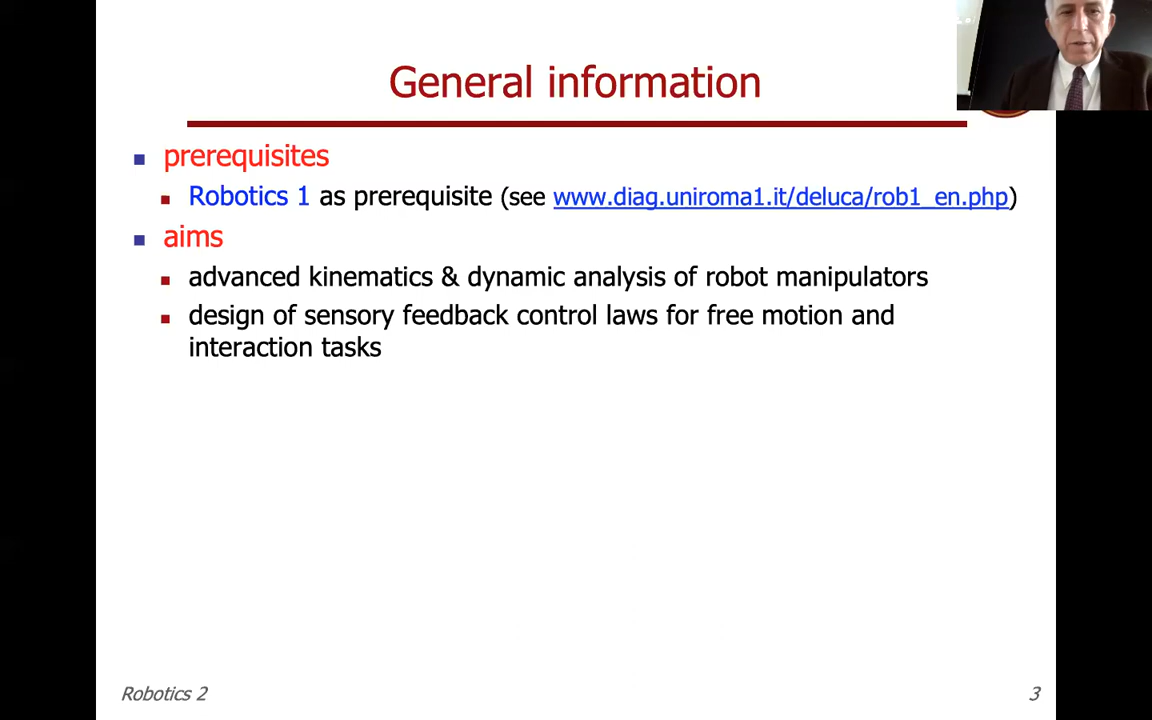 General information
prerequisites
Robotics 1 as prerequisite (see www.diag.uniroma1.it/deluca/rob1_en.php)
aims
advanced kinematics & dynamic analysis of robot manipulators
design of sensory feedback control laws for free motion and
interaction tasks
Robotics 2
3